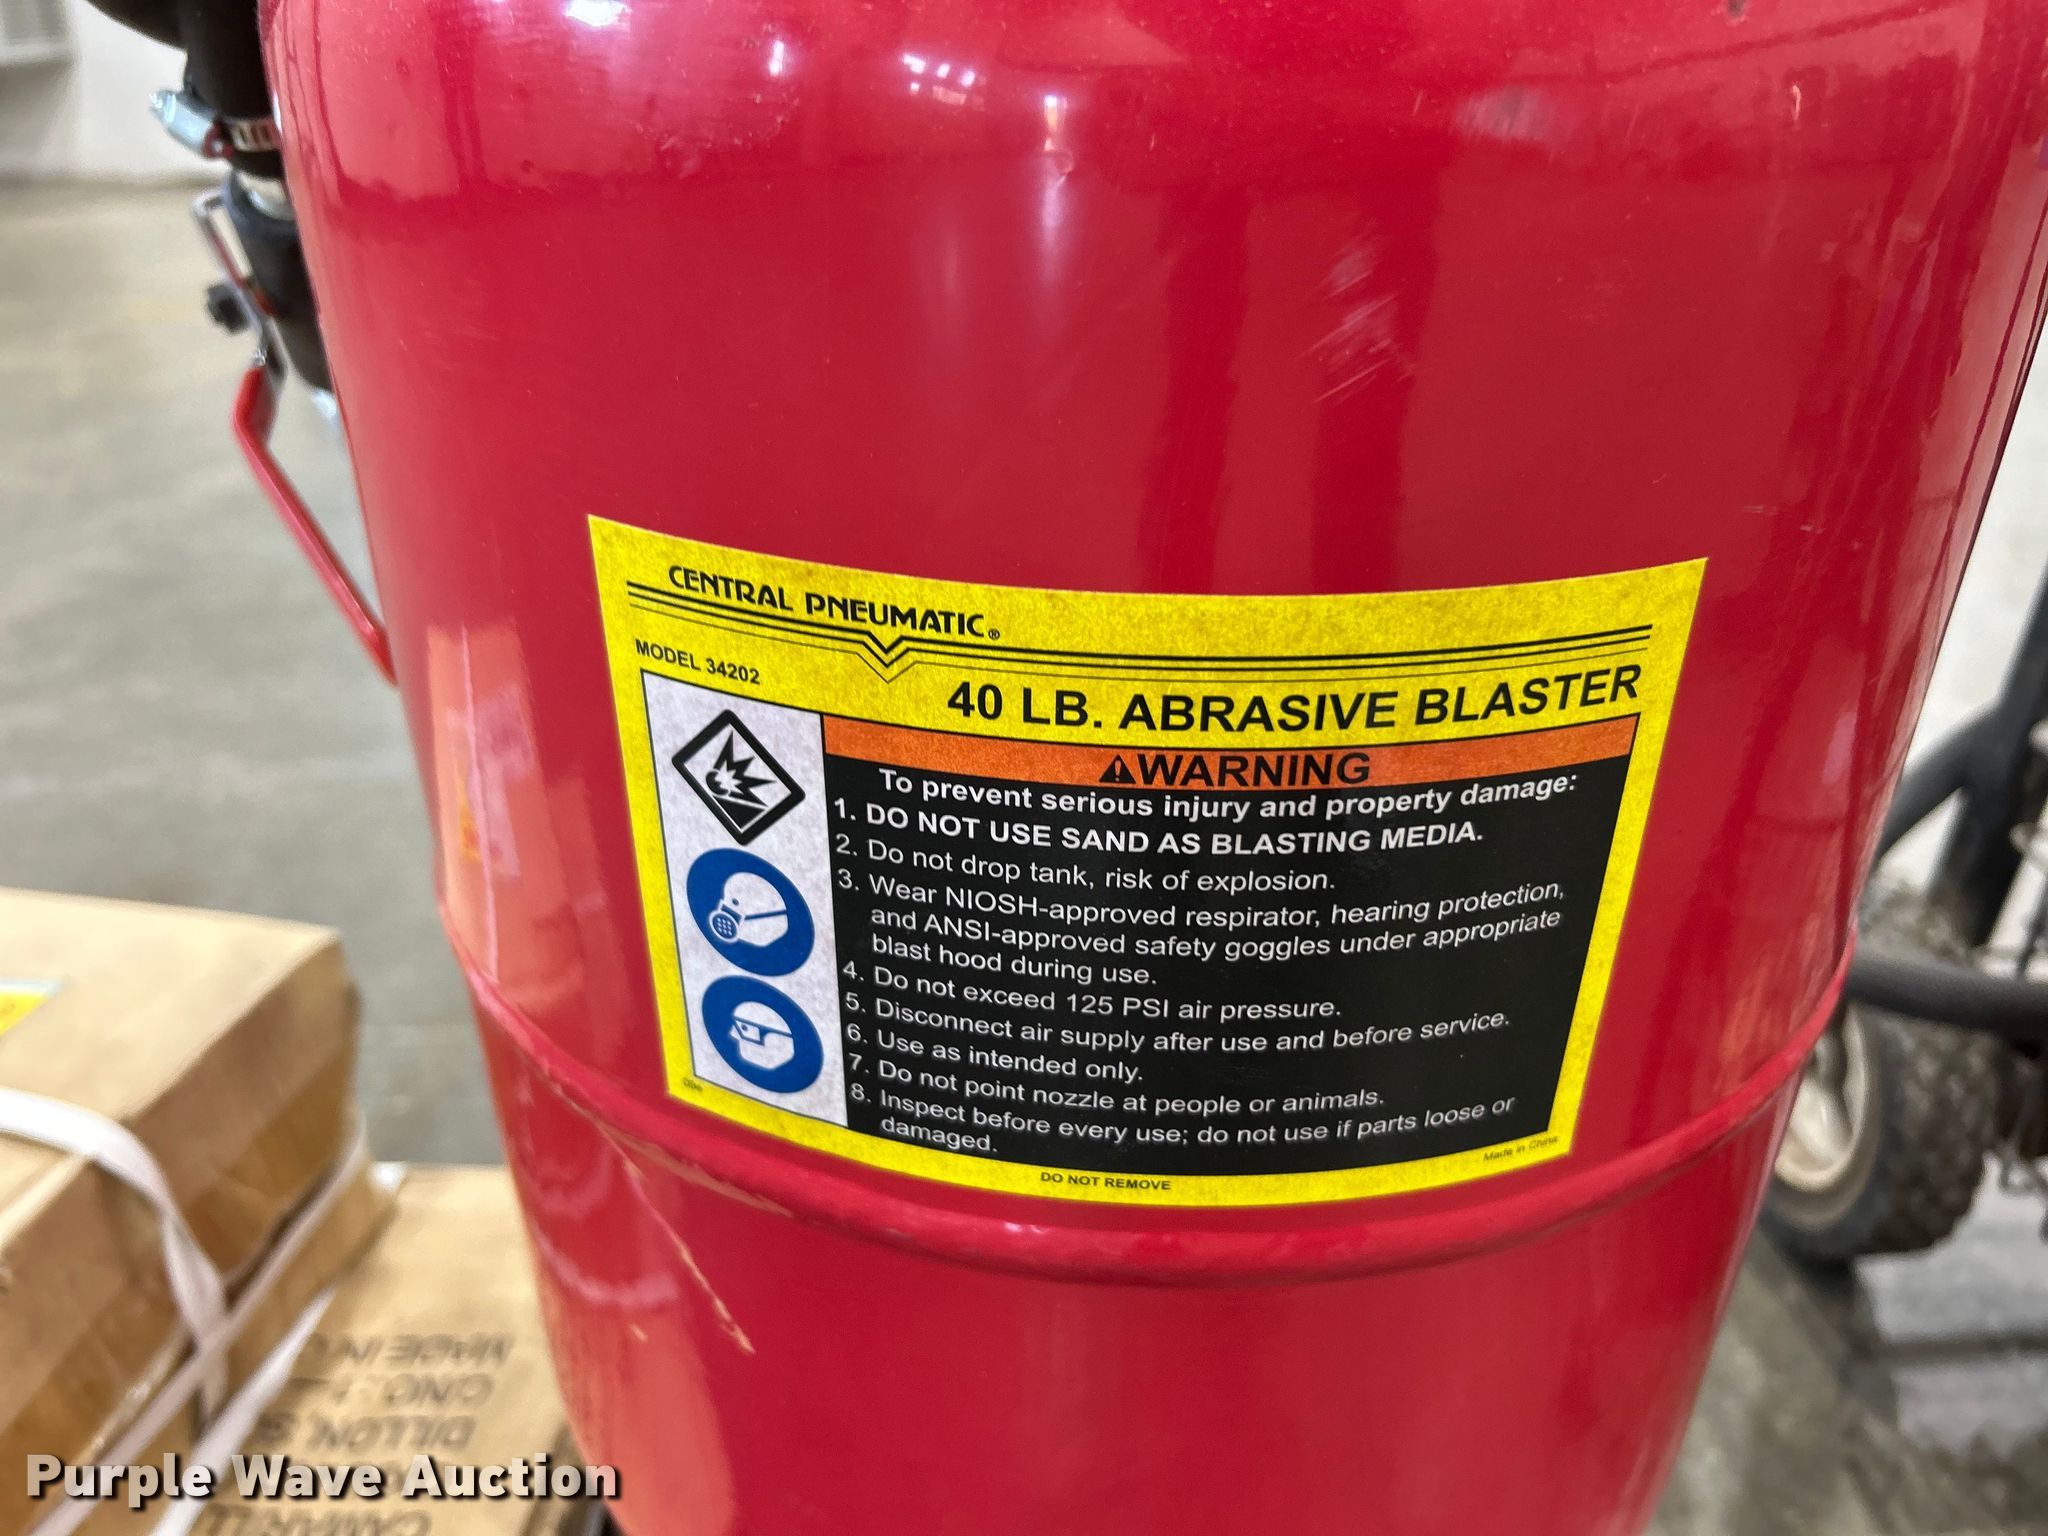 CENTRAL PNEUMATIC®
MODEL 34202
40 LB. ABRASIVE BLASTER
⚠WARNING
To prevent serious injury and property damage:
1. DO NOT USE SAND AS BLASTING MEDIA.
2. Do not drop tank, risk of explosion.
3. Wear NIOSH-approved respirator, hearing protection,
and ANSI-approved safety goggles under appropriate
blast hood during use.
4. Do not exceed 125 PSI air pressure.
5. Disconnect air supply after use and before service.
6. Use as intended only.
7. Do not point nozzle at people or animals.
8. Inspect before every use; do not use if parts loose or
damaged.
DO NOT REMOVE
Made in China
MADE IN
DILLON, S
CAMPBELL
Purple Wave Auction